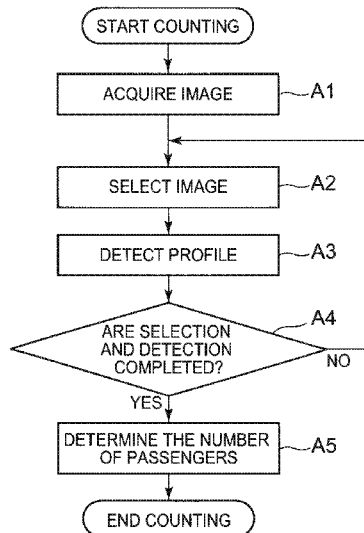 START COUNTING
ACQUIRE IMAGE
A1
SELECT IMAGE
A2
DETECT PROFILE
A3
A4
ARE SELECTION
AND DETECTION
COMPLETED?
NO
YES
DETERMINE THE NUMBER
OF PASSENGERS
A5
END COUNTING